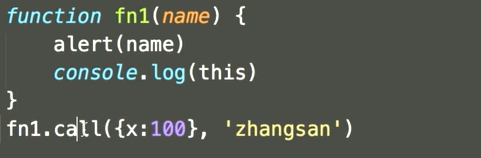 function fn1(name) {
    alert(name)
    console.log(this)
}
fn1.call({x:100}, 'zhangsan')